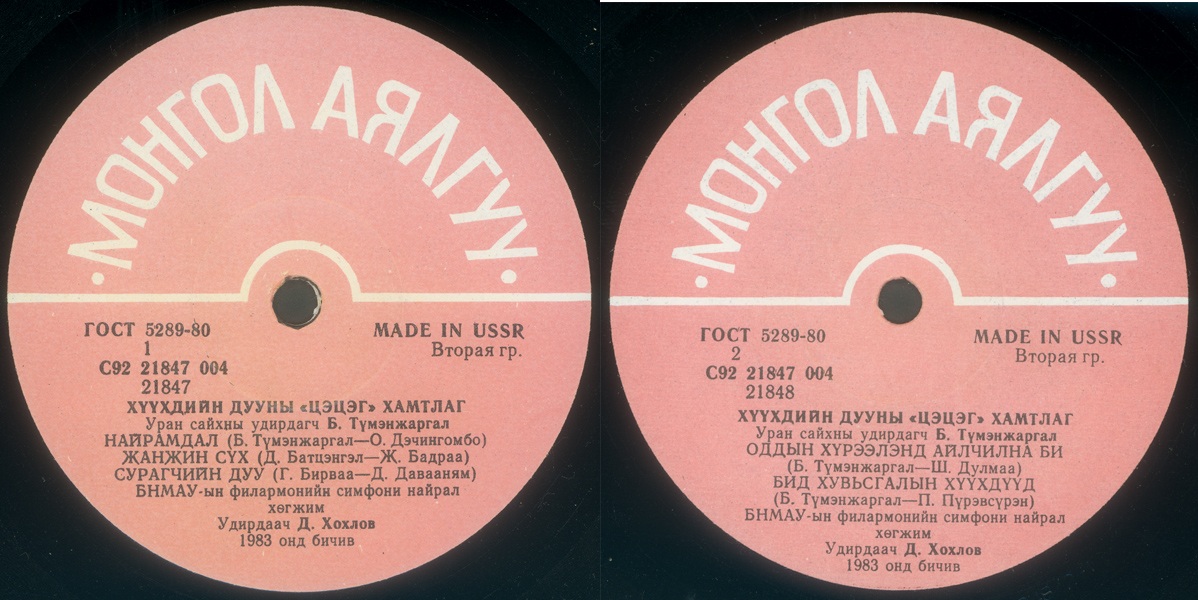 МОНГОЛ АЯЛГУУ
ГОСТ 5289-80
MADE IN USSR
1
Вторая гр.
С92 21847 004
21847
ХҮҮХДИЙН ДУУНЫ «ЦЭЦЭГ» ХАМТЛАГ
Уран сайхны удирдагч Б. Түмэнжаргал
НАЙРАМДАЛ (Б. Түмэнжаргал—О. Дэчингомбо)
ЖАНЖИН СҮХ (Д. Батцэнгэл—Ж. Бадраа)
СУРАГЧИЙН ДУУ (Г. Бирваа—Д. Давааням)
БНМАУ-ын филармонийн симфони найрал
хөгжим
Удирдаач Д. Хохлов
1983 онд бичив
МОНГОЛ АЯЛГУУ
ГОСТ 5289-80
MADE IN USSR
2
Вторая гр.
С92 21847 004
21848
ХҮҮХДИЙН ДУУНЫ «ЦЭЦЭГ» ХАМТЛАГ
Уран сайхны удирдагч Б. Түмэнжаргал
ОДДЫН ХҮРЭЭЛЭНД АЙЛЧИЛНА БИ
(Б. Түмэнжаргал—Ш. Дулмаа)
БИД ХУВЬСГАЛЫН ХҮҮХДҮҮД
(Б. Түмэнжаргал—П. Пүрэвсүрэн)
БНМАУ-ын филармонийн симфони найрал
хөгжим
Удирдаач Д. Хохлов
1983 онд бичив